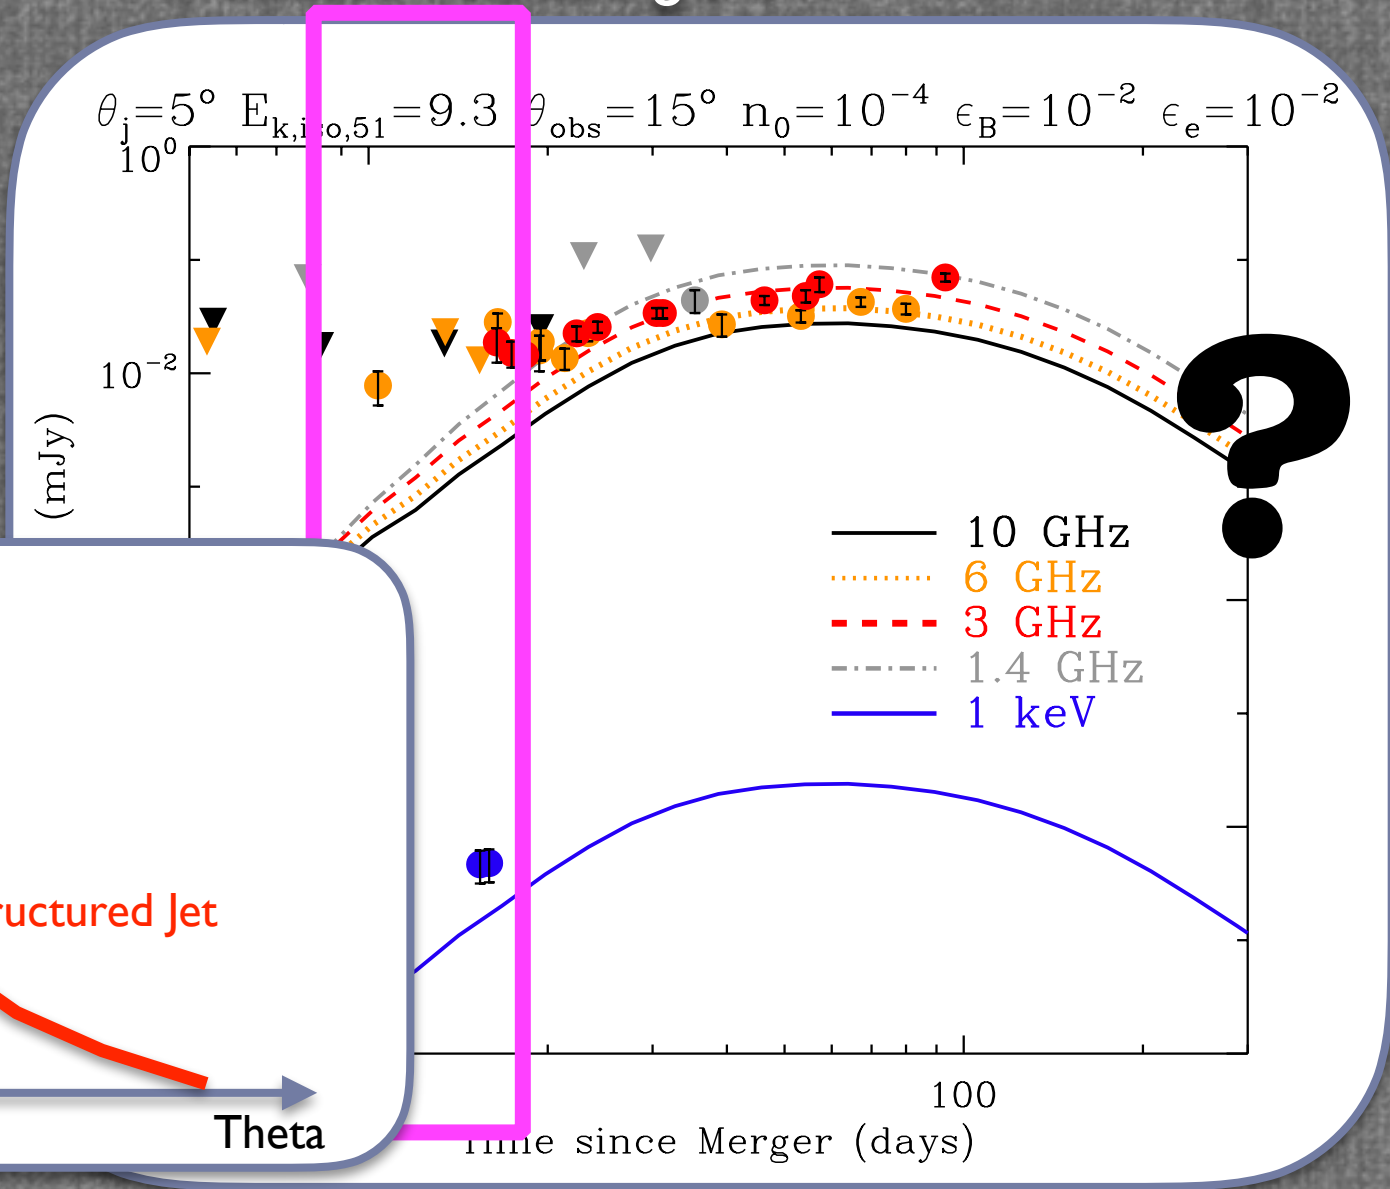 θj=5° Ek,iso,51=9.3 θobs=15° n0=10⁻⁴ ϵB=10⁻² ϵe=10⁻²
10⁰
10⁻²
(mJy)
10 GHz
6 GHz
3 GHz
1.4 GHz
1 keV
?
ructured Jet
Theta
100
Time since Merger (days)